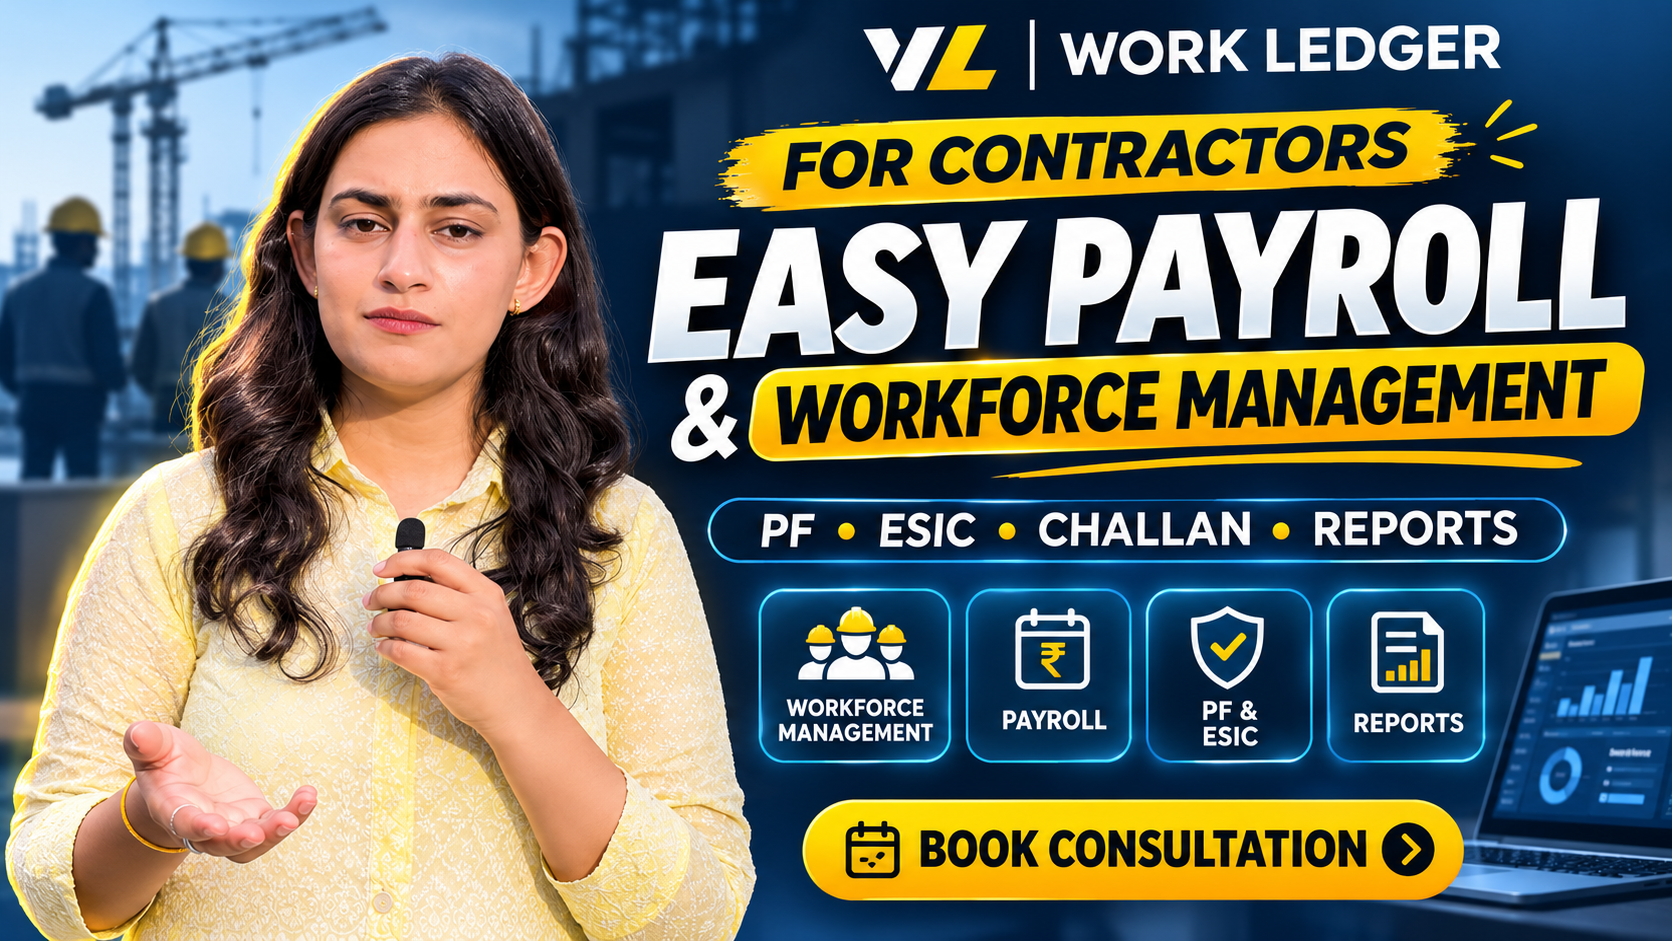 WORK LEDGER
FOR CONTRACTORS
EASY PAYROLL
& WORKFORCE MANAGEMENT
PF • ESIC • CHALLAN • REPORTS
WORKFORCE
MANAGEMENT
PAYROLL
PF &
ESIC
REPORTS
BOOK CONSULTATION